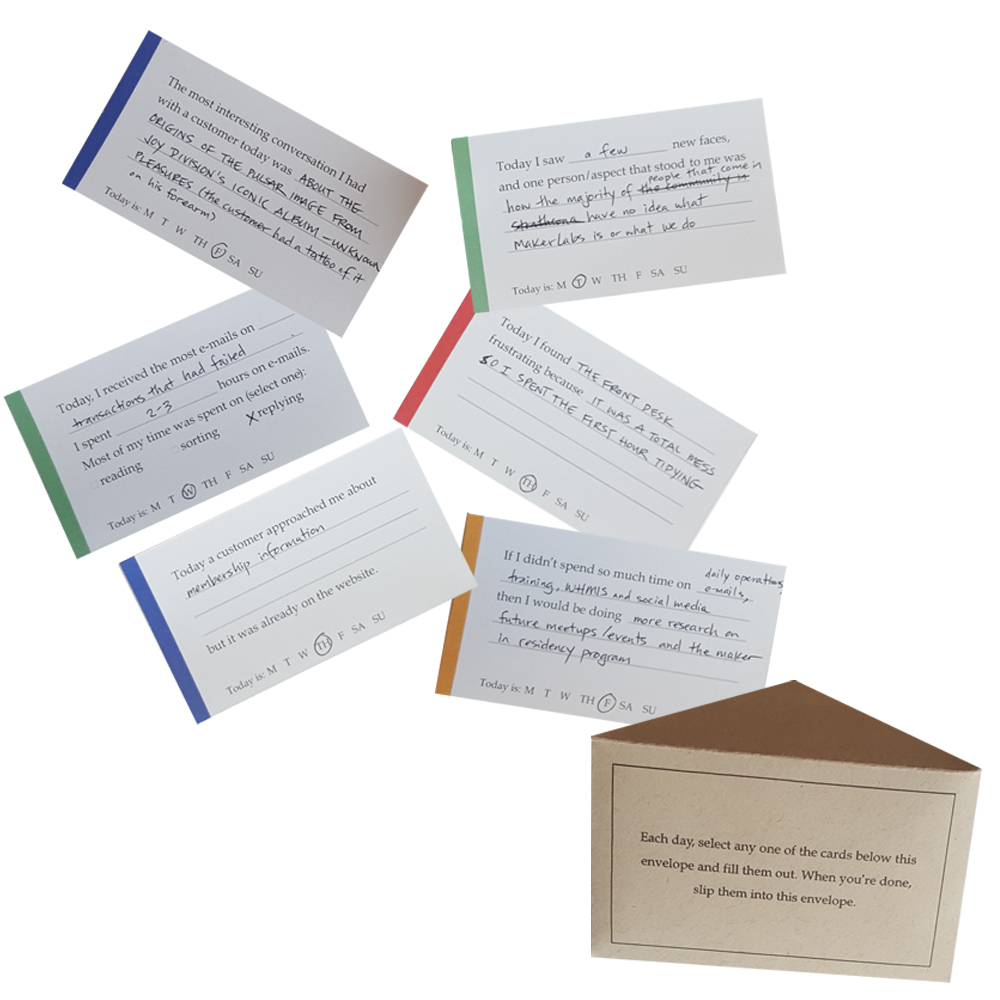 The most interesting conversation I had
with a customer today was ABOUT THE
ORIGINS OF THE PULSAR IMAGE FROM
JOY DIVISION'S ICONIC ALBUM - UNKNOWN
PLEASURES (the customer had a tattoo of it
on his forearm)
Today is: M T W TH F SA SU
Today I saw a few new faces,
and one person/aspect that stood to me was
how the majority of people that come in the community in
strathcona have no idea what
MakerLabs is or what we do
Today is: M T W TH F SA SU
Today, I received the most e-mails on
transactions that had failed.
I spent 2-3 hours on e-mails.
Most of my time was spent on (select one):
reading sorting X replying
Today is: M T W TH F SA SU
Today I found THE FRONT DESK
frustrating because IT WAS A TOTAL MESS
SO I SPENT THE FIRST HOUR TIDYING
Today is: M T W TH F SA SU
Today a customer approached me about
membership information
but it was already on the website.
Today is: M T W TH F SA SU
If I didn't spend so much time on daily operations,
e-mails,
training, WHMIS and social media
then I would be doing more research on
future meetups/events and the maker
in residency program
Today is: M T W TH F SA SU
Each day, select any one of the cards below this
envelope and fill them out. When you're done,
slip them into this envelope.